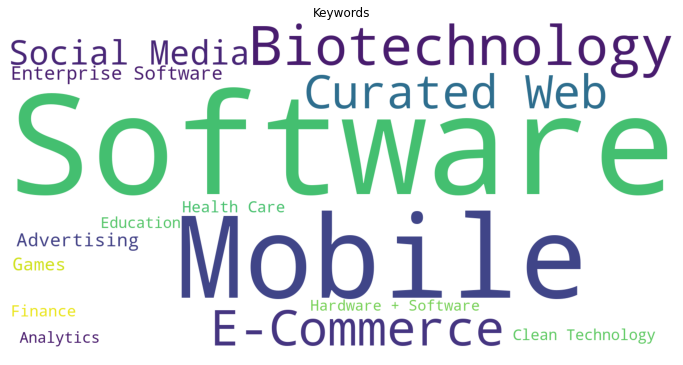 Keywords
Social Media
Biotechnology
Enterprise Software
Curated Web
Software
Health Care
Education
Mobile
Advertising
Games
Hardware + Software
Finance
E-Commerce
Analytics
Clean Technology